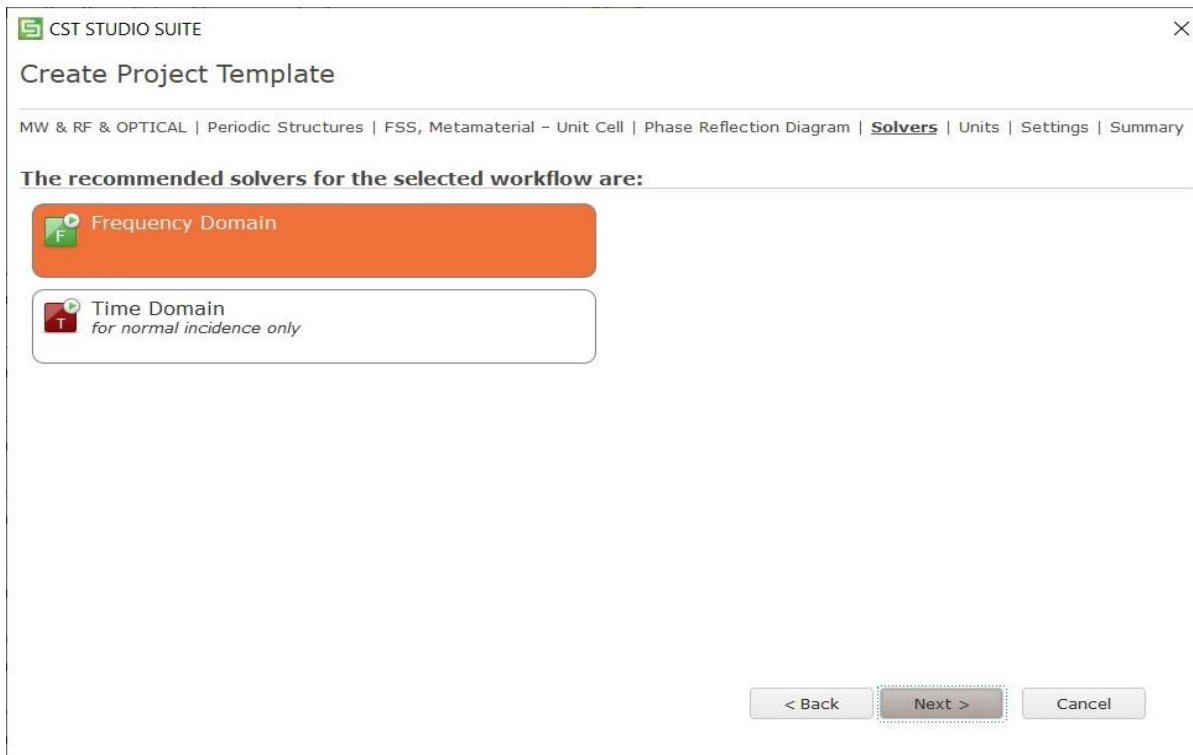 CST STUDIO SUITE
Create Project Template
MW & RF & OPTICAL | Periodic Structures | FSS, Metamaterial – Unit Cell | Phase Reflection Diagram | Solvers | Units | Settings | Summary
The recommended solvers for the selected workflow are:
F
Frequency Domain
T
Time Domain
for normal incidence only
< Back
Next >
Cancel